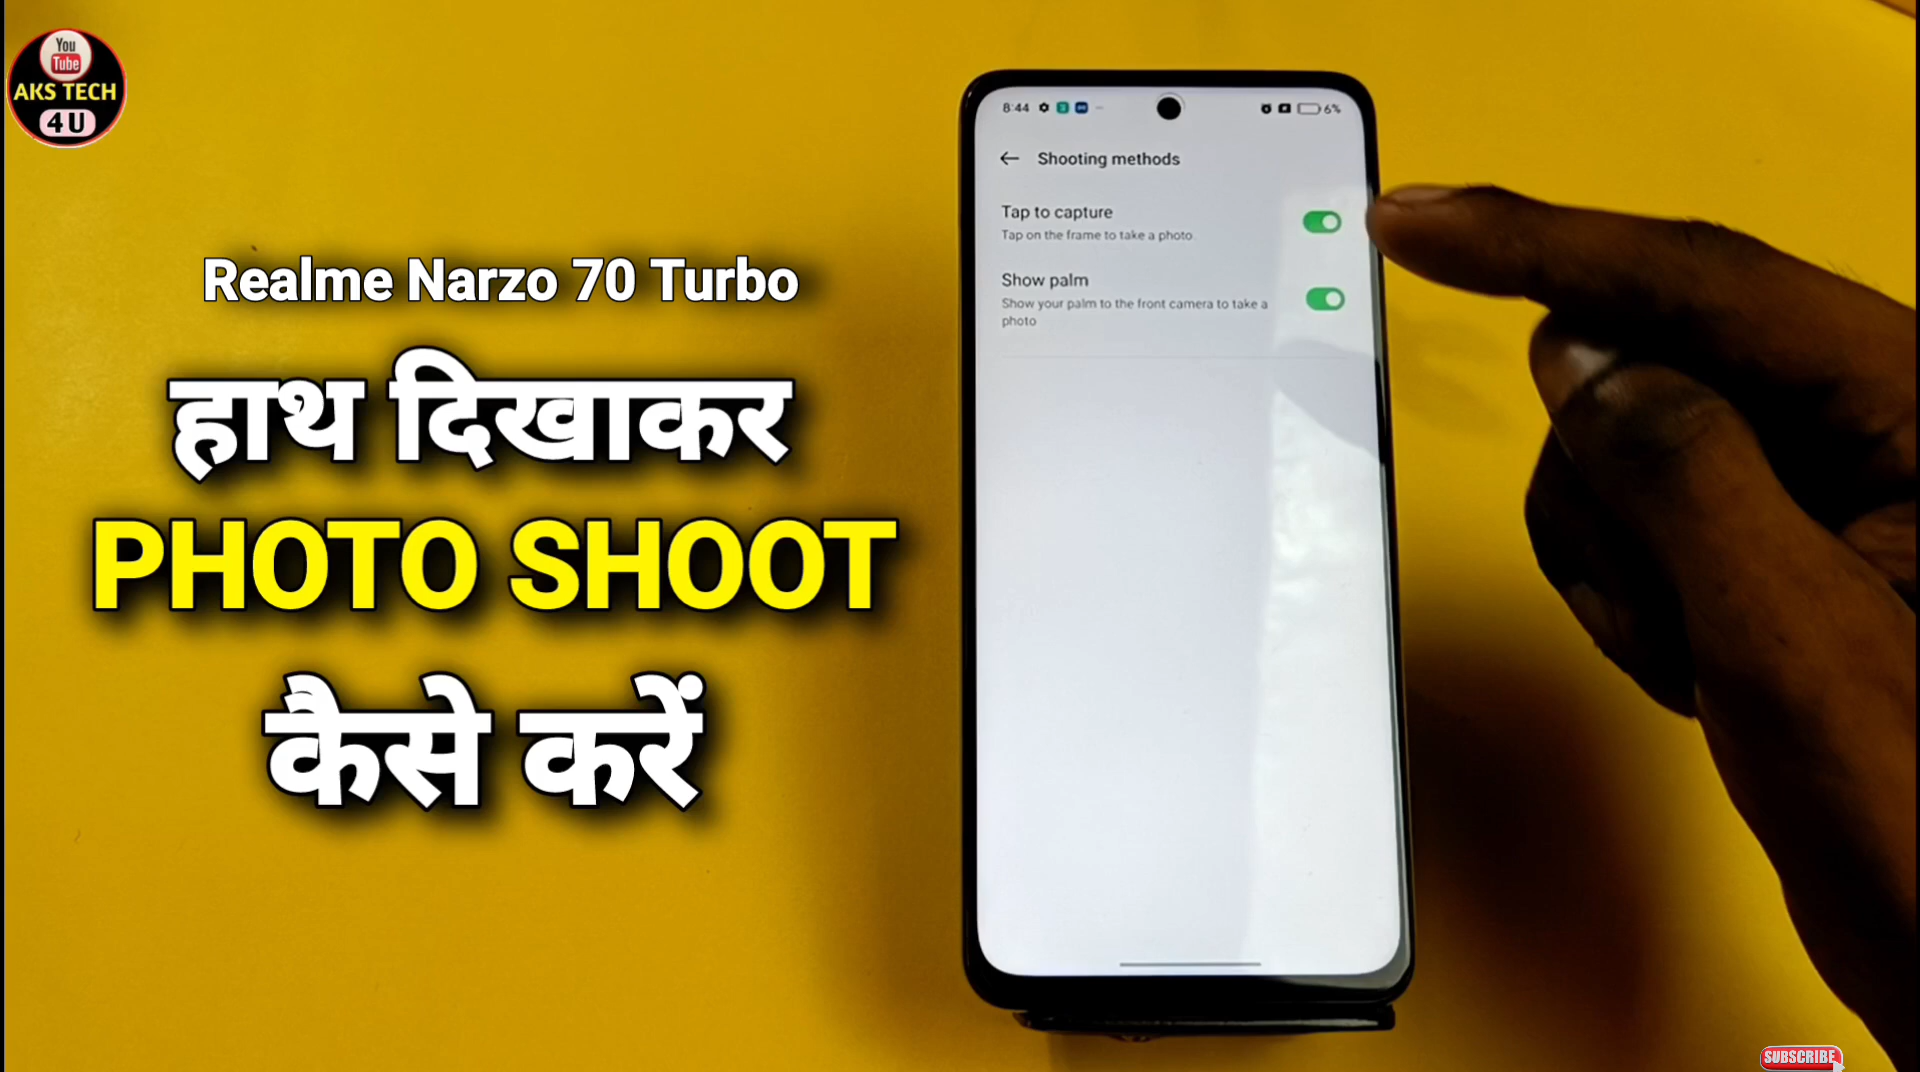 You
Tube
AKS TECH
4U
Realme Narzo 70 Turbo
हाथ दिखाकर
PHOTO SHOOT
कैसे करें
8:44
6%
Shooting methods
Tap to capture
Tap on the frame to take a photo
Show palm
Show your palm to the front camera to take a
photo
SUBSCRIBE